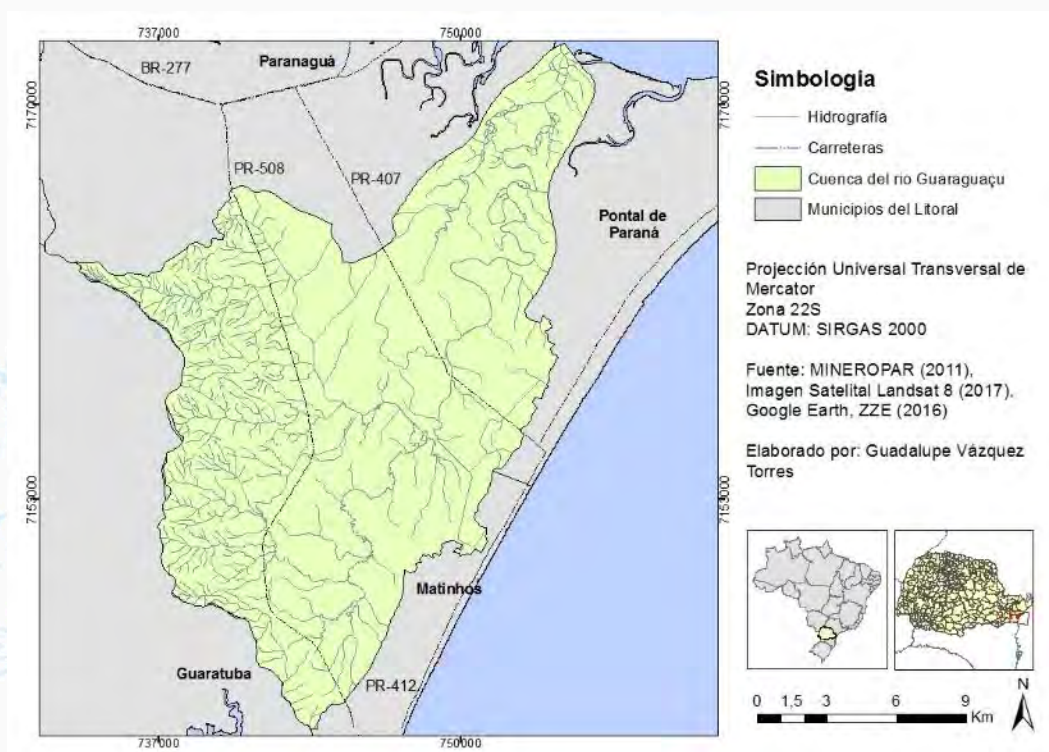 737000
750000
BR-277
Paranaguá
7170000
7170000
PR-508
PR-407
Pontal de
Paraná
7153000
7153000
Matinhos
Guaratuba
PR-412
737000
750000
Simbologia
Hidrografía
Carreteras
Cuenca del rio Guaraguaçu
Municipios del Litoral
Projección Universal Transversal de
Mercator
Zona 22S
DATUM: SIRGAS 2000
Fuente: MINEROPAR (2011),
Imagen Satelital Landsat 8 (2017),
Google Earth, ZZE (2016)
Elaborado por: Guadalupe Vázquez
Torres
N
0 1,5 3 6 9
Km